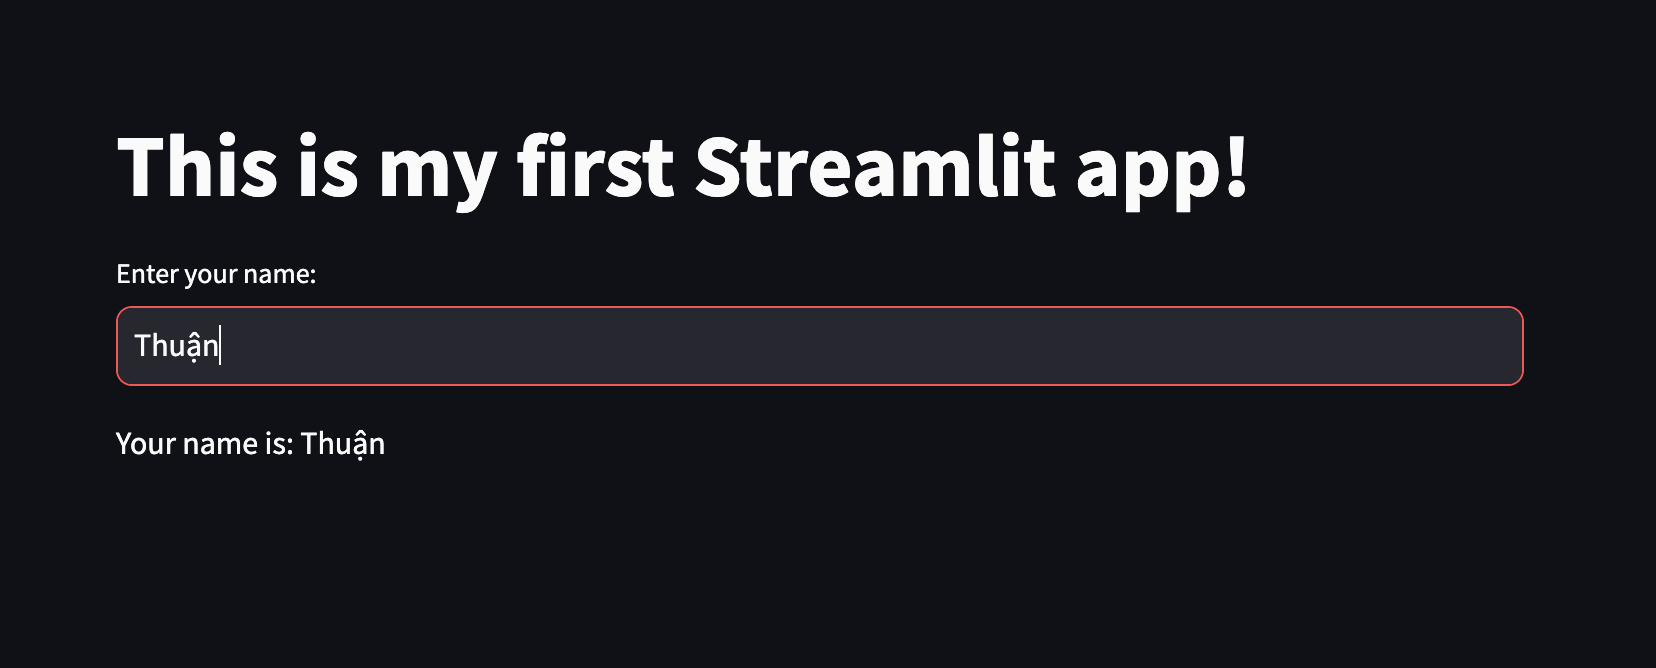 This is my first Streamlit app!
Enter your name:
Thuận
Your name is: Thuận